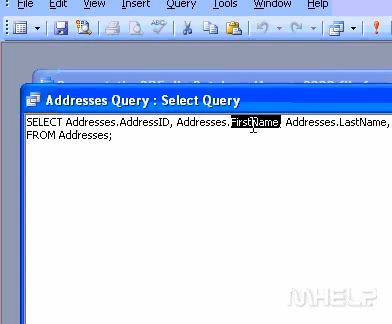 File Edit View Insert Query Tools Window Help
Addresses Query : Select Query
SELECT Addresses.AddressID, Addresses.FirstName, Addresses.LastName,
FROM Addresses;
MHELP